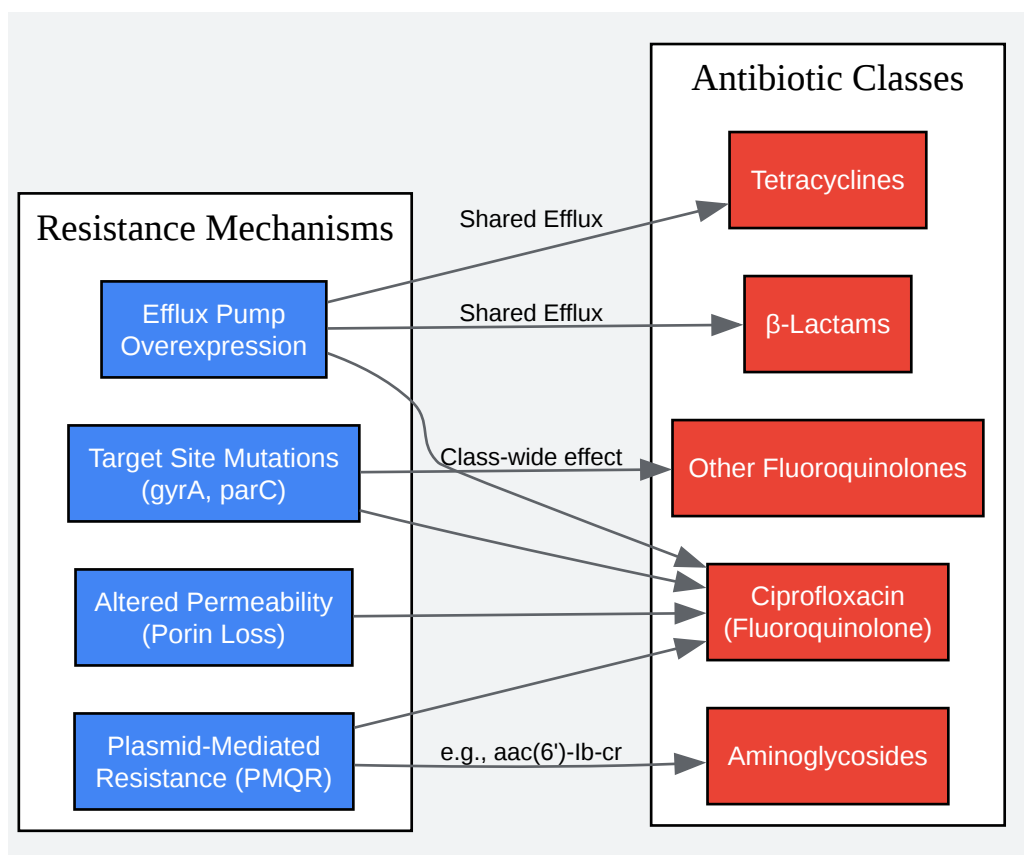 Antibiotic Classes
Tetracyclines
Resistance Mechanisms
Shared Efflux
Efflux Pump
Overexpression
Shared Efflux
β-Lactams
Target Site Mutations
(gyrA, parC)
Class-wide effect
Other Fluoroquinolones
Altered Permeability
(Porin Loss)
Ciprofloxacin
(Fluoroquinolone)
Plasmid-Mediated
Resistance (PMQR)
e.g., aac(6')-Ib-cr
Aminoglycosides